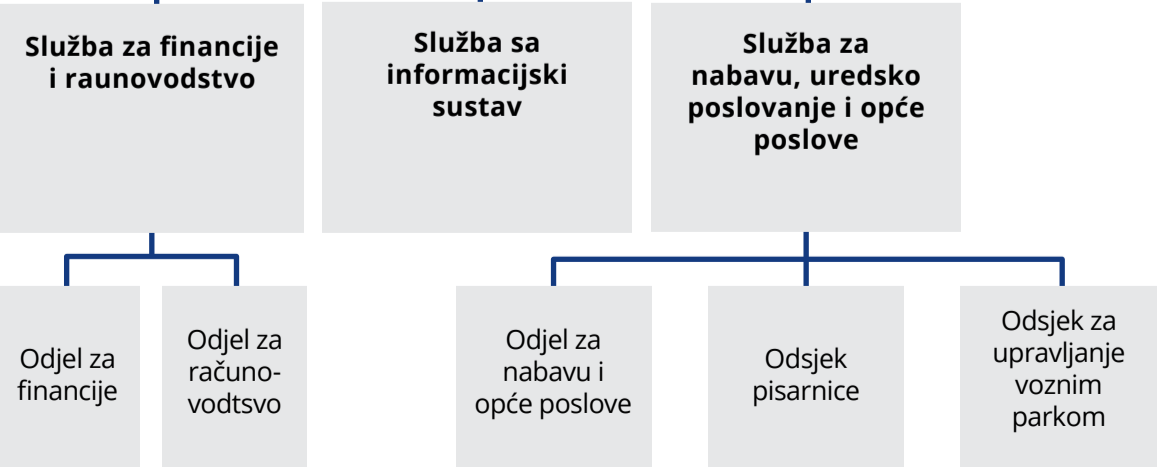 Služba za financije
i raunovodstvo
Služba sa
informacijski
sustav
Služba za
nabavu, uredsko
poslovanje i opće
poslove
Odjel za
financije
Odjel za
računo-
vodtsvo
Odjel za
nabavu i
opće poslove
Odsjek
pisarnice
Odsjek za
upravljanje
voznim
parkom